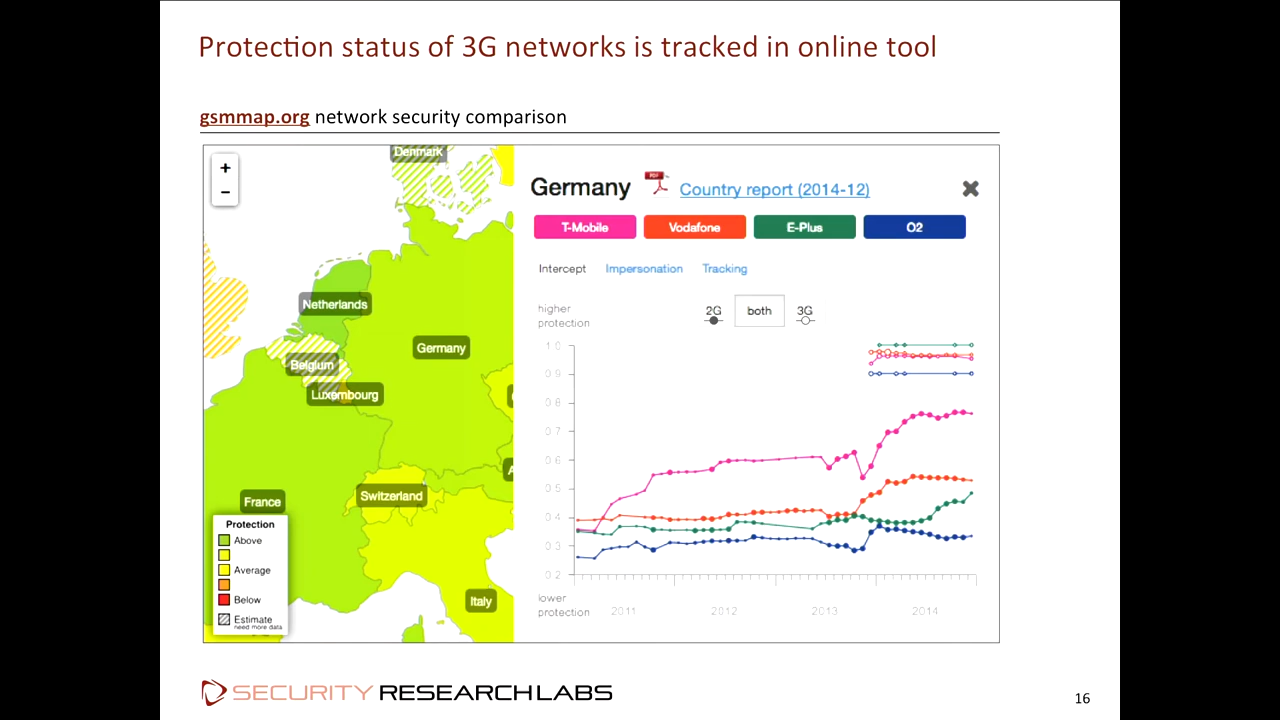 Protection status of 3G networks is tracked in online tool
gsmmap.org network security comparison
+
−
Denmark
Netherlands
Germany
Belgium
Luxembourg
France
Switzerland
Italy
Protection
Above
Average
Below
Estimate
need more data
Germany
PDF
Country report (2014-12)
T-Mobile
Vodafone
E-Plus
O2
Intercept
Impersonation
Tracking
2G
both
3G
higher
protection
1.0
0.9
0.8
0.7
0.6
0.5
0.4
0.3
0.2
lower
protection
2011
2012
2013
2014
SECURITY RESEARCH LABS
16